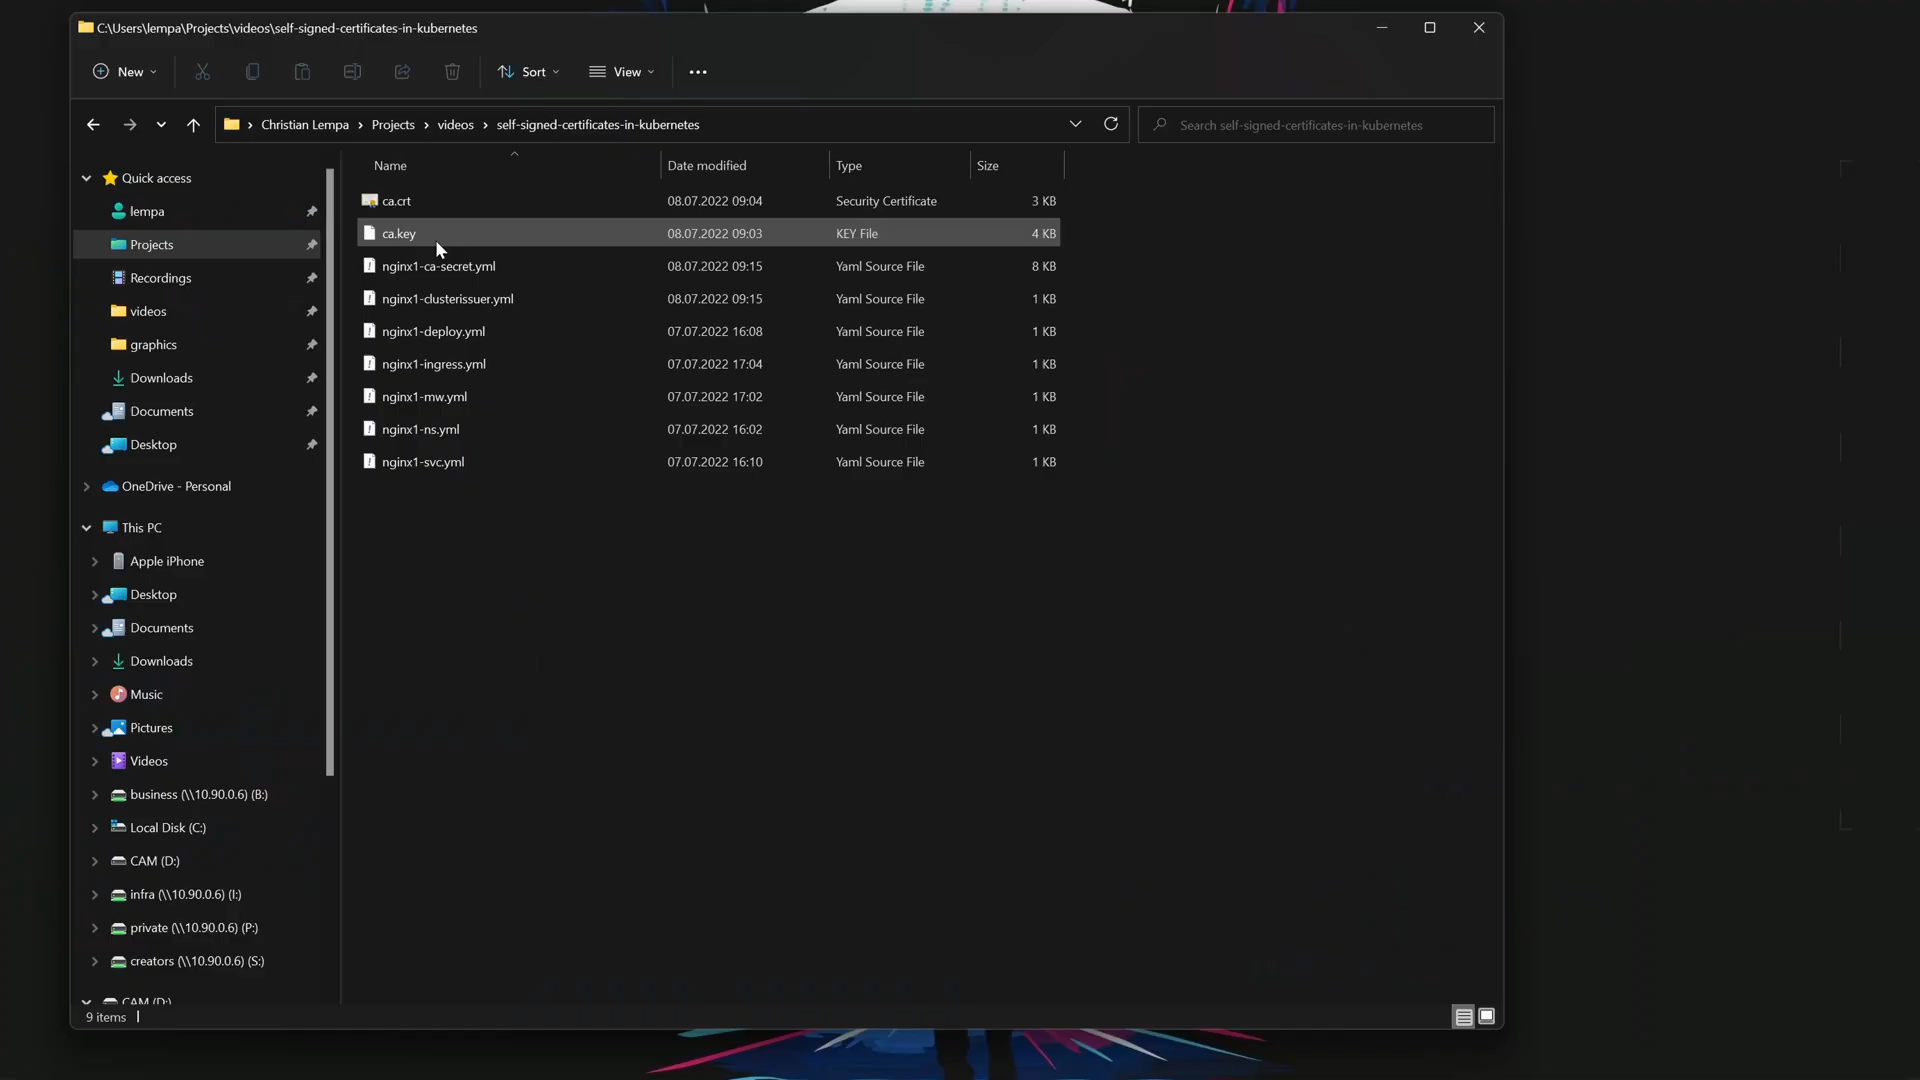 C:\Users\lempa\Projects\videos\self-signed-certificates-in-kubernetes
New Sort View
Christian Lempa Projects videos self-signed-certificates-in-kubernetes
Search self-signed-certificates-in-kubernetes
Name Date modified Type Size
Quick access
lempa
Projects
Recordings
videos
graphics
Downloads
Documents
Desktop
OneDrive - Personal
This PC
Apple iPhone
Desktop
Documents
Downloads
Music
Pictures
Videos
business (\\10.90.0.6) (B:)
Local Disk (C:)
CAM (D:)
infra (\\10.90.0.6) (I:)
private (\\10.90.0.6) (P:)
creators (\\10.90.0.6) (S:)
CAM (D:)
ca.crt 08.07.2022 09:04 Security Certificate 3 KB
ca.key 08.07.2022 09:03 KEY File 4 KB
nginx1-ca-secret.yml 08.07.2022 09:15 Yaml Source File 8 KB
nginx1-clusterissuer.yml 08.07.2022 09:15 Yaml Source File 1 KB
nginx1-deploy.yml 07.07.2022 16:08 Yaml Source File 1 KB
nginx1-ingress.yml 07.07.2022 17:04 Yaml Source File 1 KB
nginx1-mw.yml 07.07.2022 17:02 Yaml Source File 1 KB
nginx1-ns.yml 07.07.2022 16:02 Yaml Source File 1 KB
nginx1-svc.yml 07.07.2022 16:10 Yaml Source File 1 KB
9 items